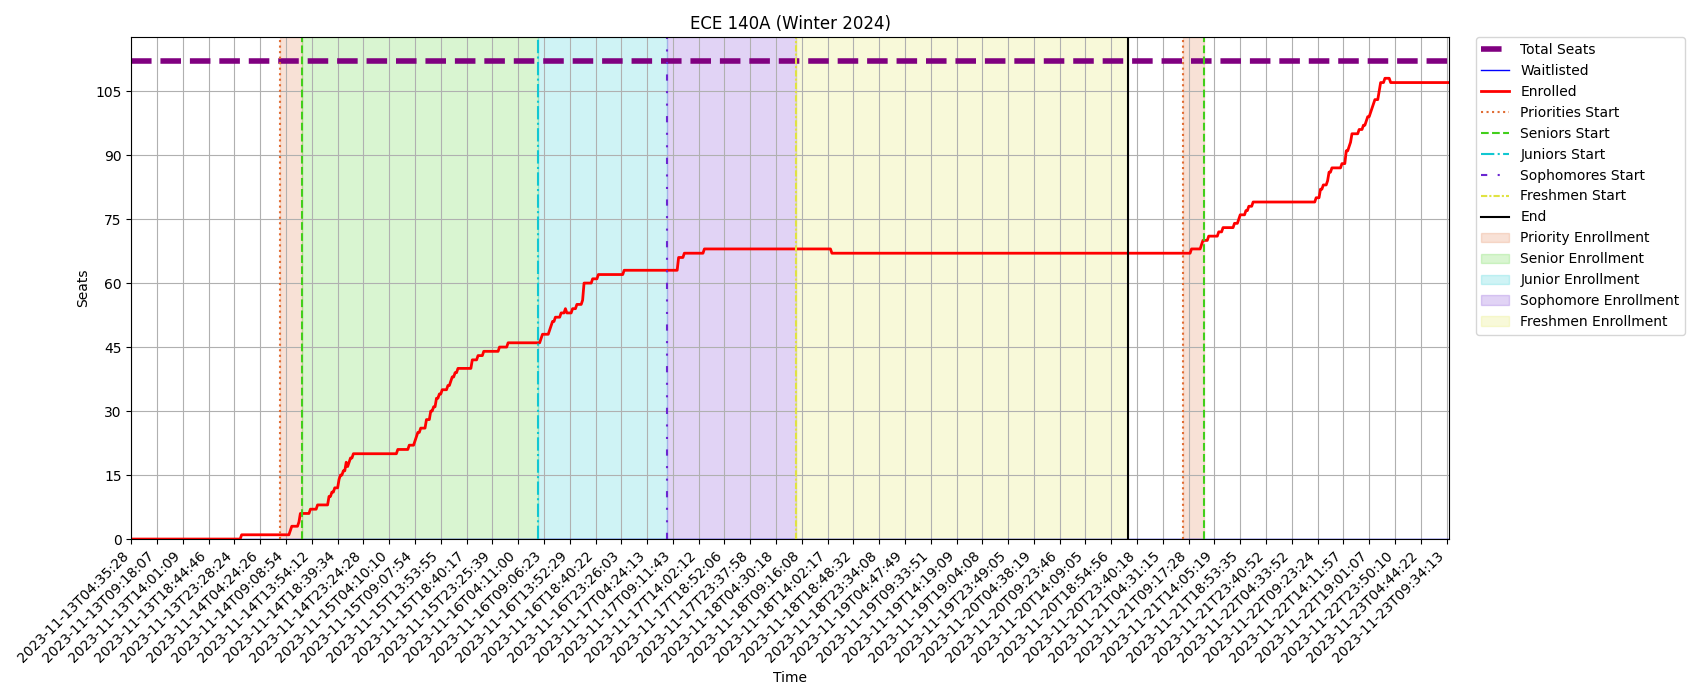 ECE 140A (Winter 2024)
Seats
105
90
75
60
45
30
15
0
2023-11-13T04:35:28
2023-11-13T09:18:07
2023-11-13T14:01:09
2023-11-13T18:44:46
2023-11-13T23:28:24
2023-11-14T04:24:26
2023-11-14T09:08:54
2023-11-14T13:54:12
2023-11-14T18:39:34
2023-11-14T23:24:28
2023-11-15T04:10:10
2023-11-15T09:07:54
2023-11-15T13:53:55
2023-11-15T18:40:17
2023-11-15T23:25:39
2023-11-16T04:11:00
2023-11-16T09:06:23
2023-11-16T13:52:29
2023-11-16T18:40:22
2023-11-16T23:26:03
2023-11-17T04:24:13
2023-11-17T09:11:43
2023-11-17T14:02:12
2023-11-17T18:52:06
2023-11-17T23:37:58
2023-11-18T04:30:18
2023-11-18T09:16:08
2023-11-18T14:02:17
2023-11-18T18:48:32
2023-11-18T23:34:08
2023-11-19T04:47:49
2023-11-19T09:33:51
2023-11-19T14:19:09
2023-11-19T19:04:08
2023-11-19T23:49:05
2023-11-20T04:38:19
2023-11-20T09:23:46
2023-11-20T14:09:05
2023-11-20T18:54:56
2023-11-20T23:40:18
2023-11-21T04:31:15
2023-11-21T09:17:28
2023-11-21T14:05:19
2023-11-21T18:53:35
2023-11-21T23:40:52
2023-11-22T04:33:52
2023-11-22T09:23:24
2023-11-22T14:11:57
2023-11-22T19:01:07
2023-11-22T23:50:10
2023-11-23T04:44:22
2023-11-23T09:34:13
Time
Total Seats
Waitlisted
Enrolled
Priorities Start
Seniors Start
Juniors Start
Sophomores Start
Freshmen Start
End
Priority Enrollment
Senior Enrollment
Junior Enrollment
Sophomore Enrollment
Freshmen Enrollment